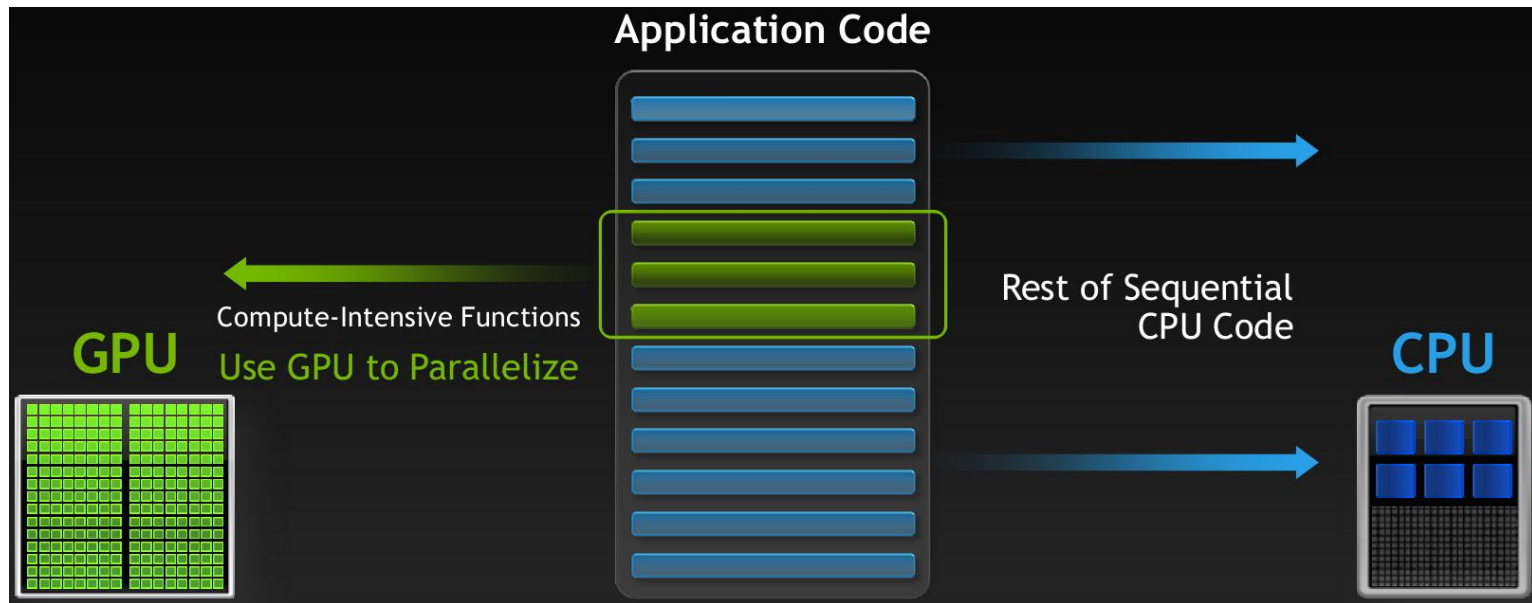 Application Code
Compute-Intensive Functions
Use GPU to Parallelize
GPU
Rest of Sequential
CPU Code
CPU